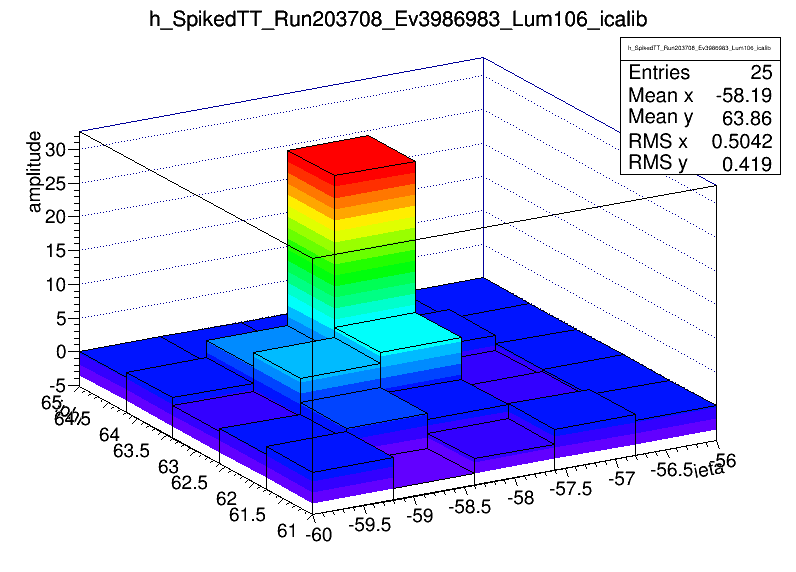 h_SpikedTT_Run203708_Ev3986983_Lum106_icalib
h_SpikedTT_Run203708_Ev3986983_Lum106_icalib
Entries 25
Mean x -58.19
Mean y 63.86
RMS x 0.5042
RMS y 0.419
amplitude
30
25
20
15
10
5
0
-5
65
64.5
64
63.5
63
62.5
62
61.5
61
-60
-59.5
-59
-58.5
-58
-57.5
-57
-56.5
-56
ieta